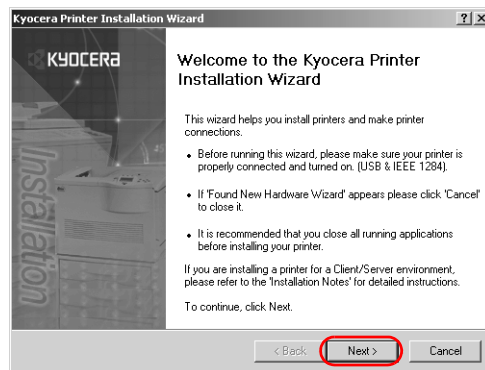 Kyocera Printer Installation Wizard
KYOCERA
Installation
Welcome to the Kyocera Printer
Installation Wizard
This wizard helps you install printers and make printer
connections.
• Before running this wizard, please make sure your printer is
properly connected and turned on. (USB & IEEE 1284).
• If 'Found New Hardware Wizard' appears please click 'Cancel'
to close it.
• It is recommended that you close all running applications
before installing your printer.
If you are installing a printer for a Client/Server environment,
please refer to the 'Installation Notes' for detailed instructions.
To continue, click Next.
< Back
Next >
Cancel